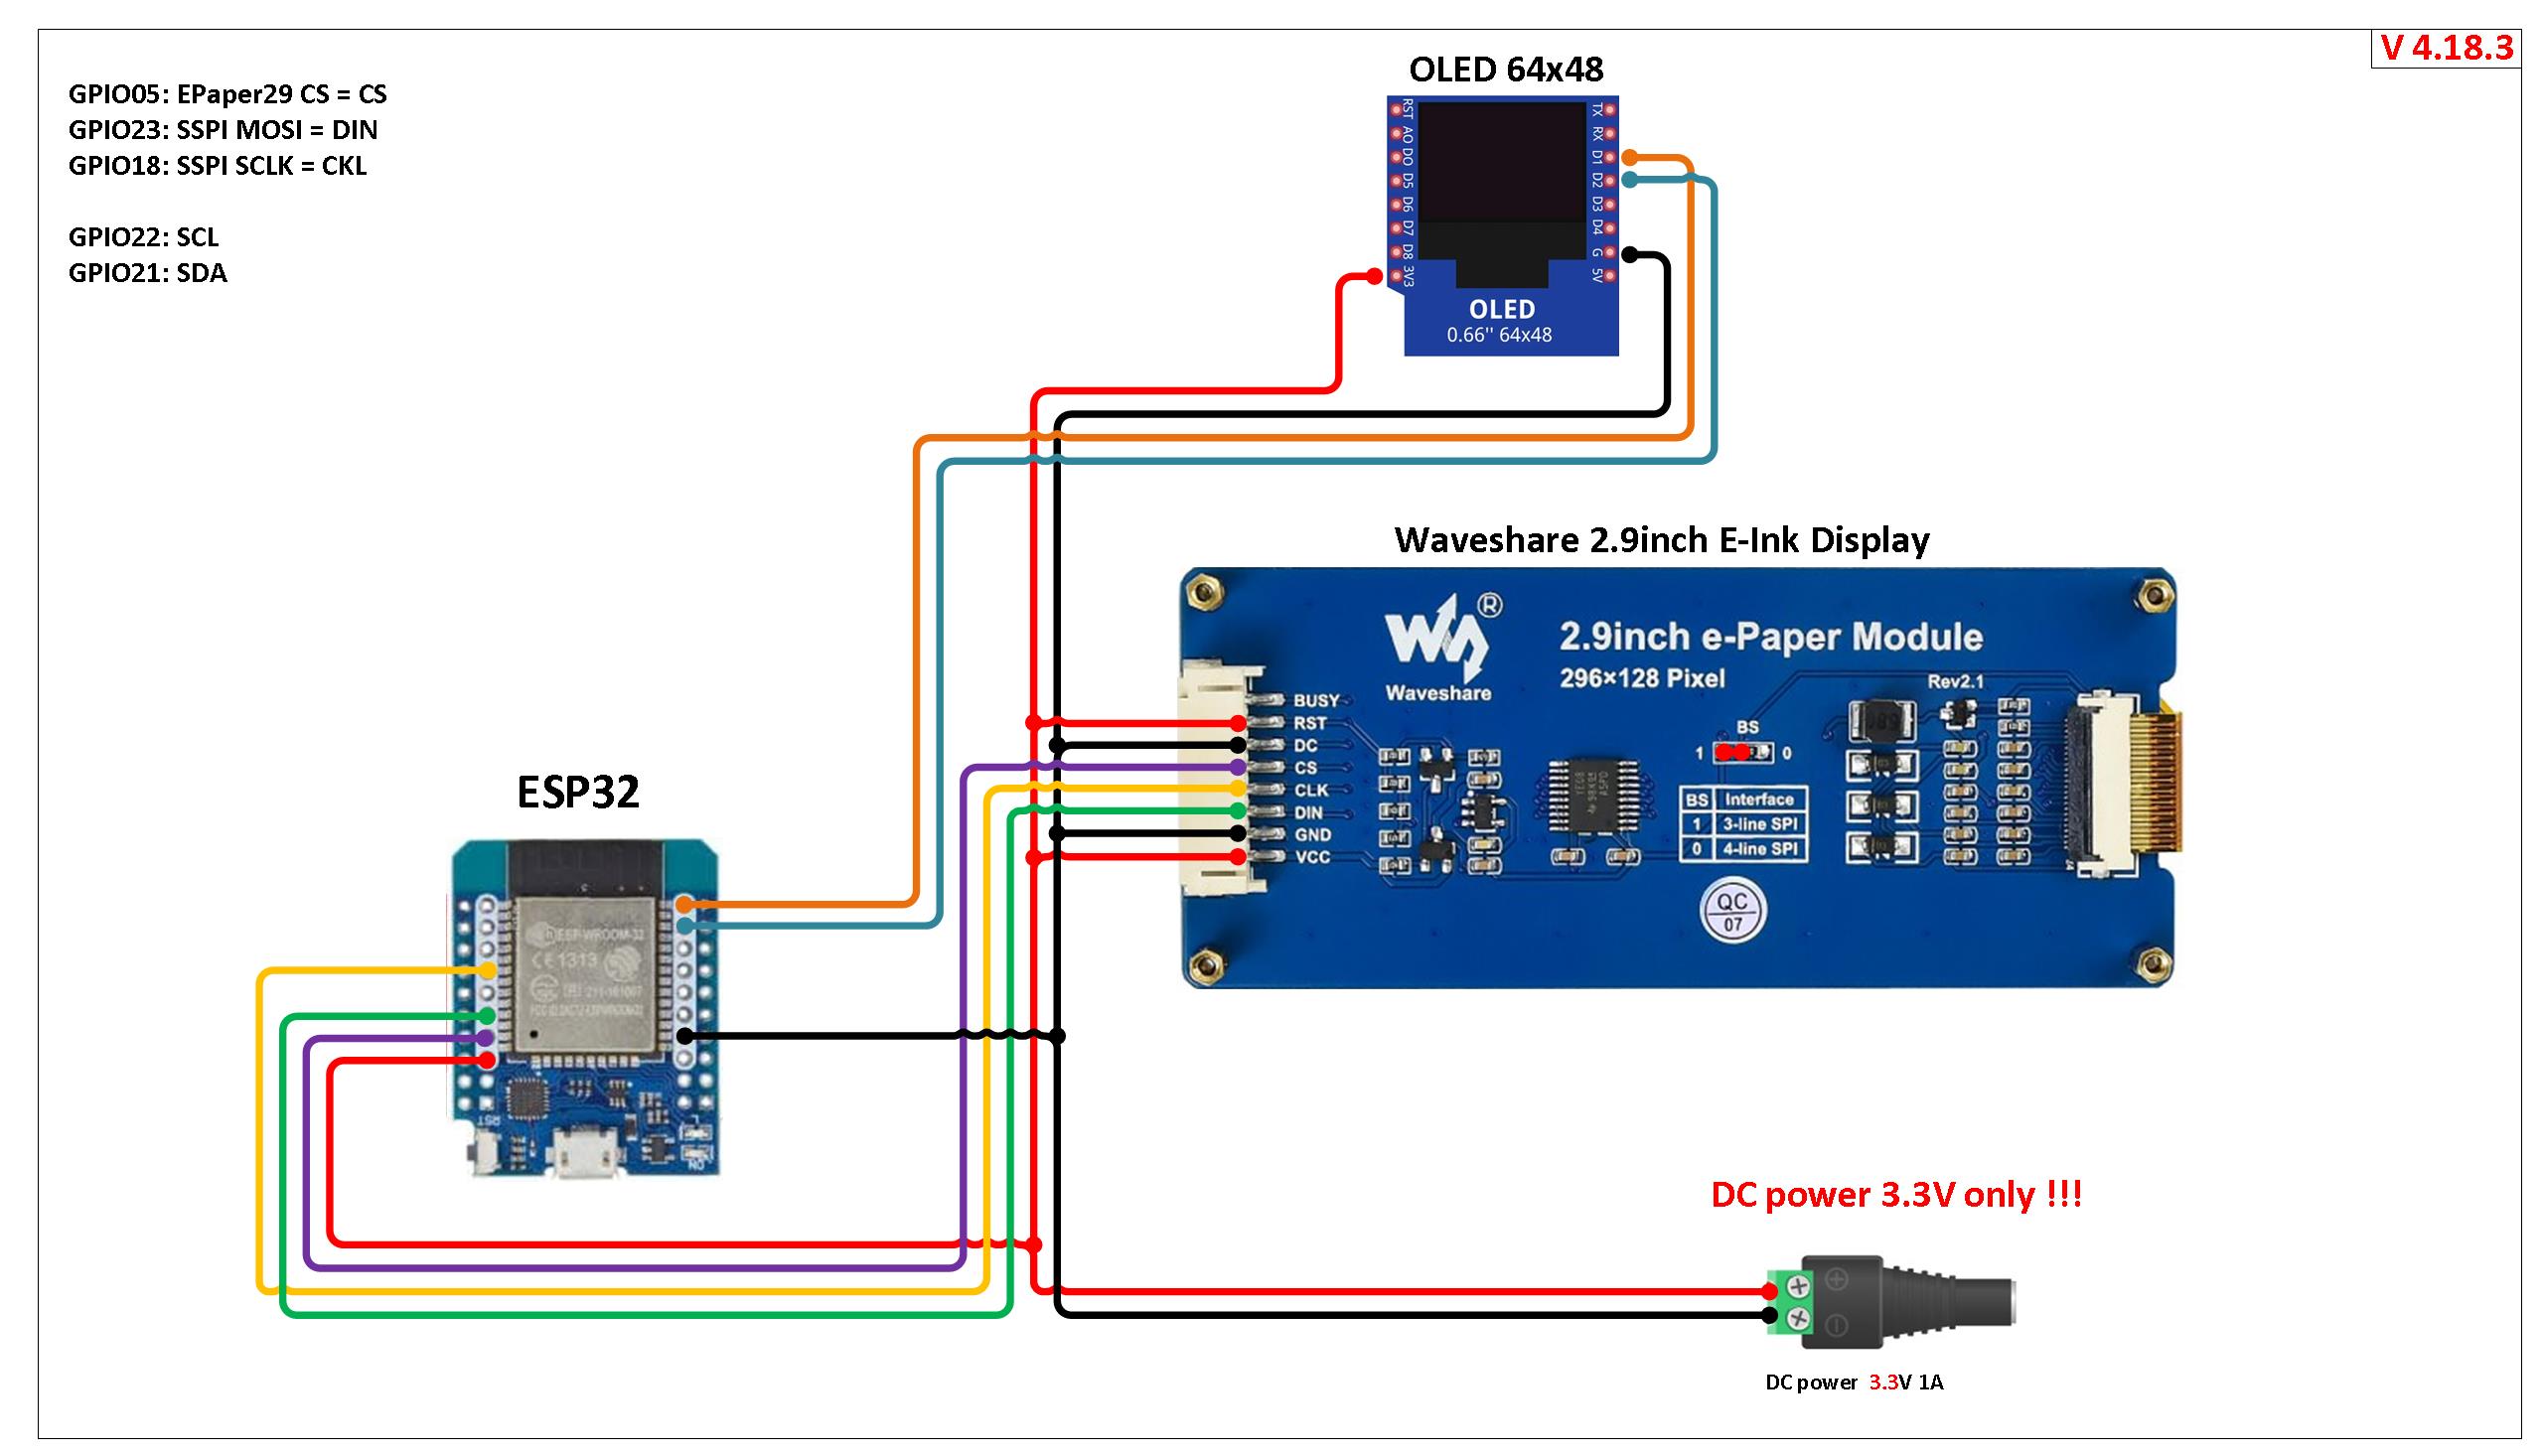 V 4.18.3
GPIO05: EPaper29 CS = CS
GPIO23: SSPI MOSI = DIN
GPIO18: SSPI SCLK = CKL
GPIO22: SCL
GPIO21: SDA
OLED 64x48
RST
AO
DO
D5
D6
D7
D8
3V3
TX
RX
D1
D2
D3
D4
G
5V
OLED
0.66" 64x48
Waveshare 2.9inch E-Ink Display
Waveshare
2.9inch e-Paper Module
296×128 Pixel
Rev2.1
BUSY
RST
DC
CS
CLK
DIN
GND
VCC
BS
1 0
BS Interface
1 3-line SPI
0 4-line SPI
QC
07
ESP32
ESP-WROOM-32
CE 1313
RST
DC power 3.3V only !!!
DC power 3.3V 1A